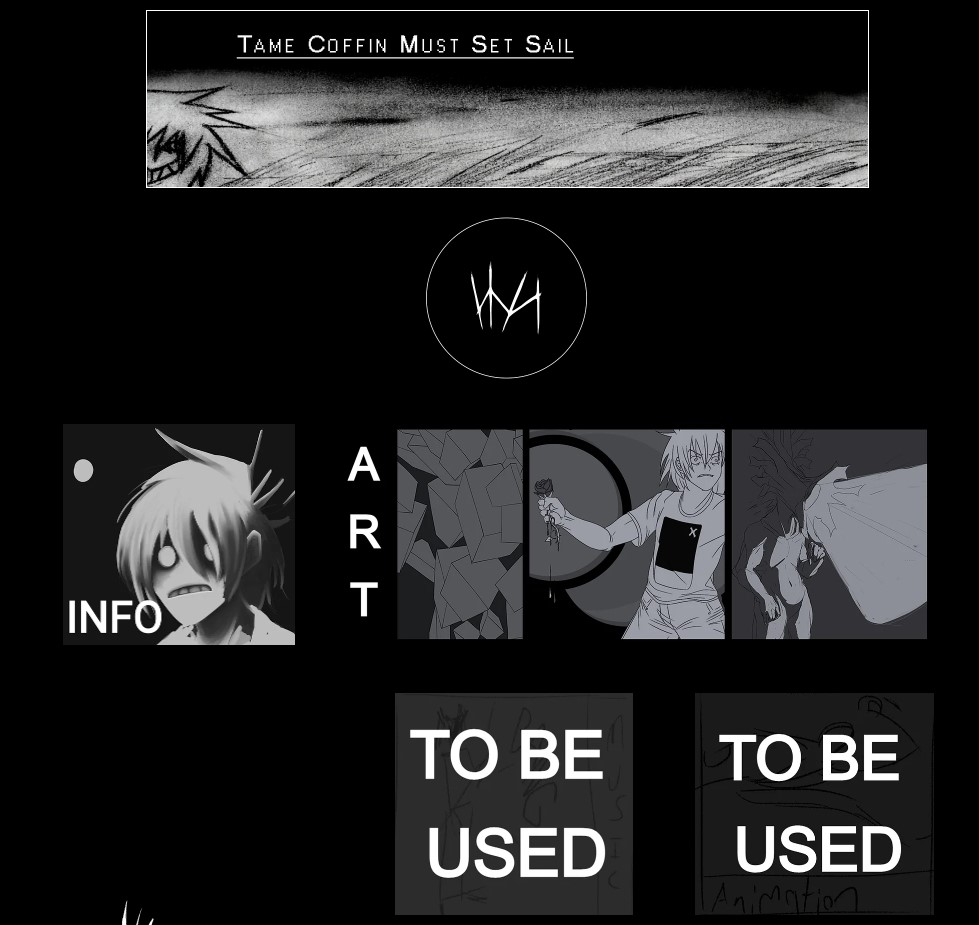 Tame Coffin Must Set Sail
INFO
A
R
T
X
TO BE
USED
TO BE
USED
Animation